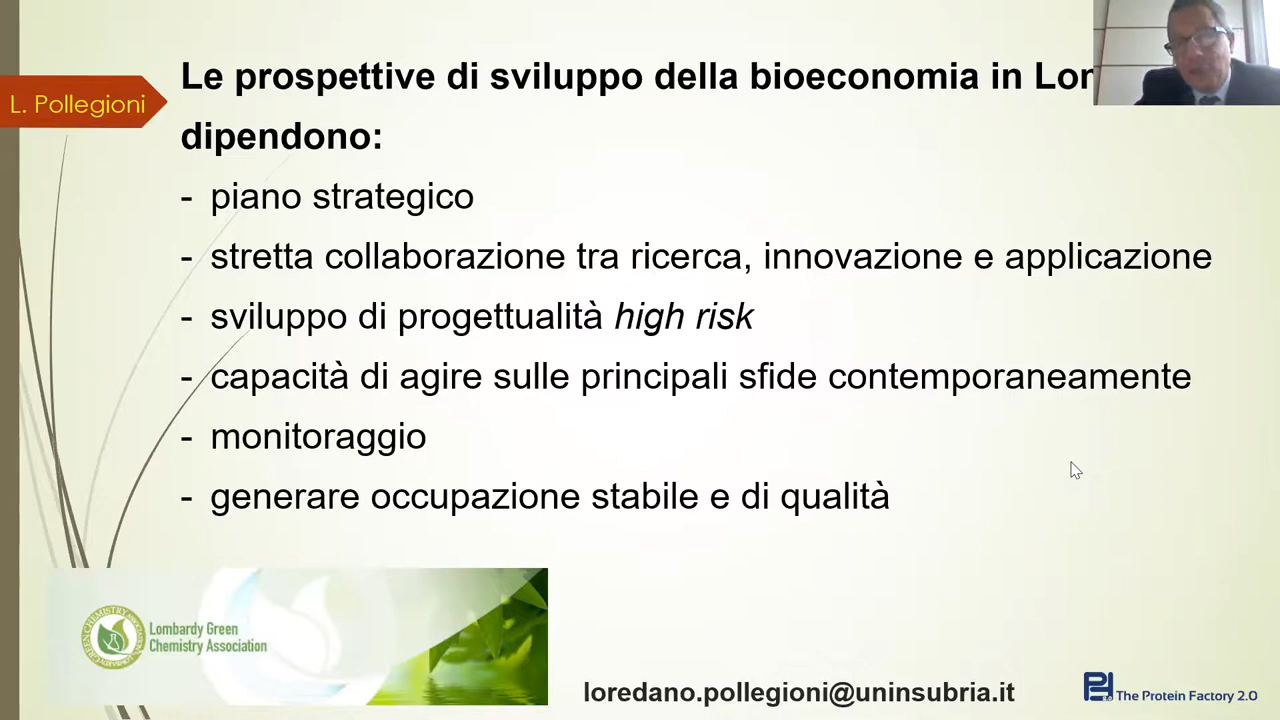 Le prospettive di sviluppo della bioeconomia in
dipendono:
L. Pollegioni
- piano strategico
- stretta collaborazione tra ricerca, innovazione e applicazione
- sviluppo di progettualità high risk
- capacità di agire sulle principali sfide contemporaneamente
- monitoraggio
- generare occupazione stabile e di qualità
Lombardy Green
Chemistry Association
loredano.pollegioni@uninsubria.it
The Protein Factory 2.0